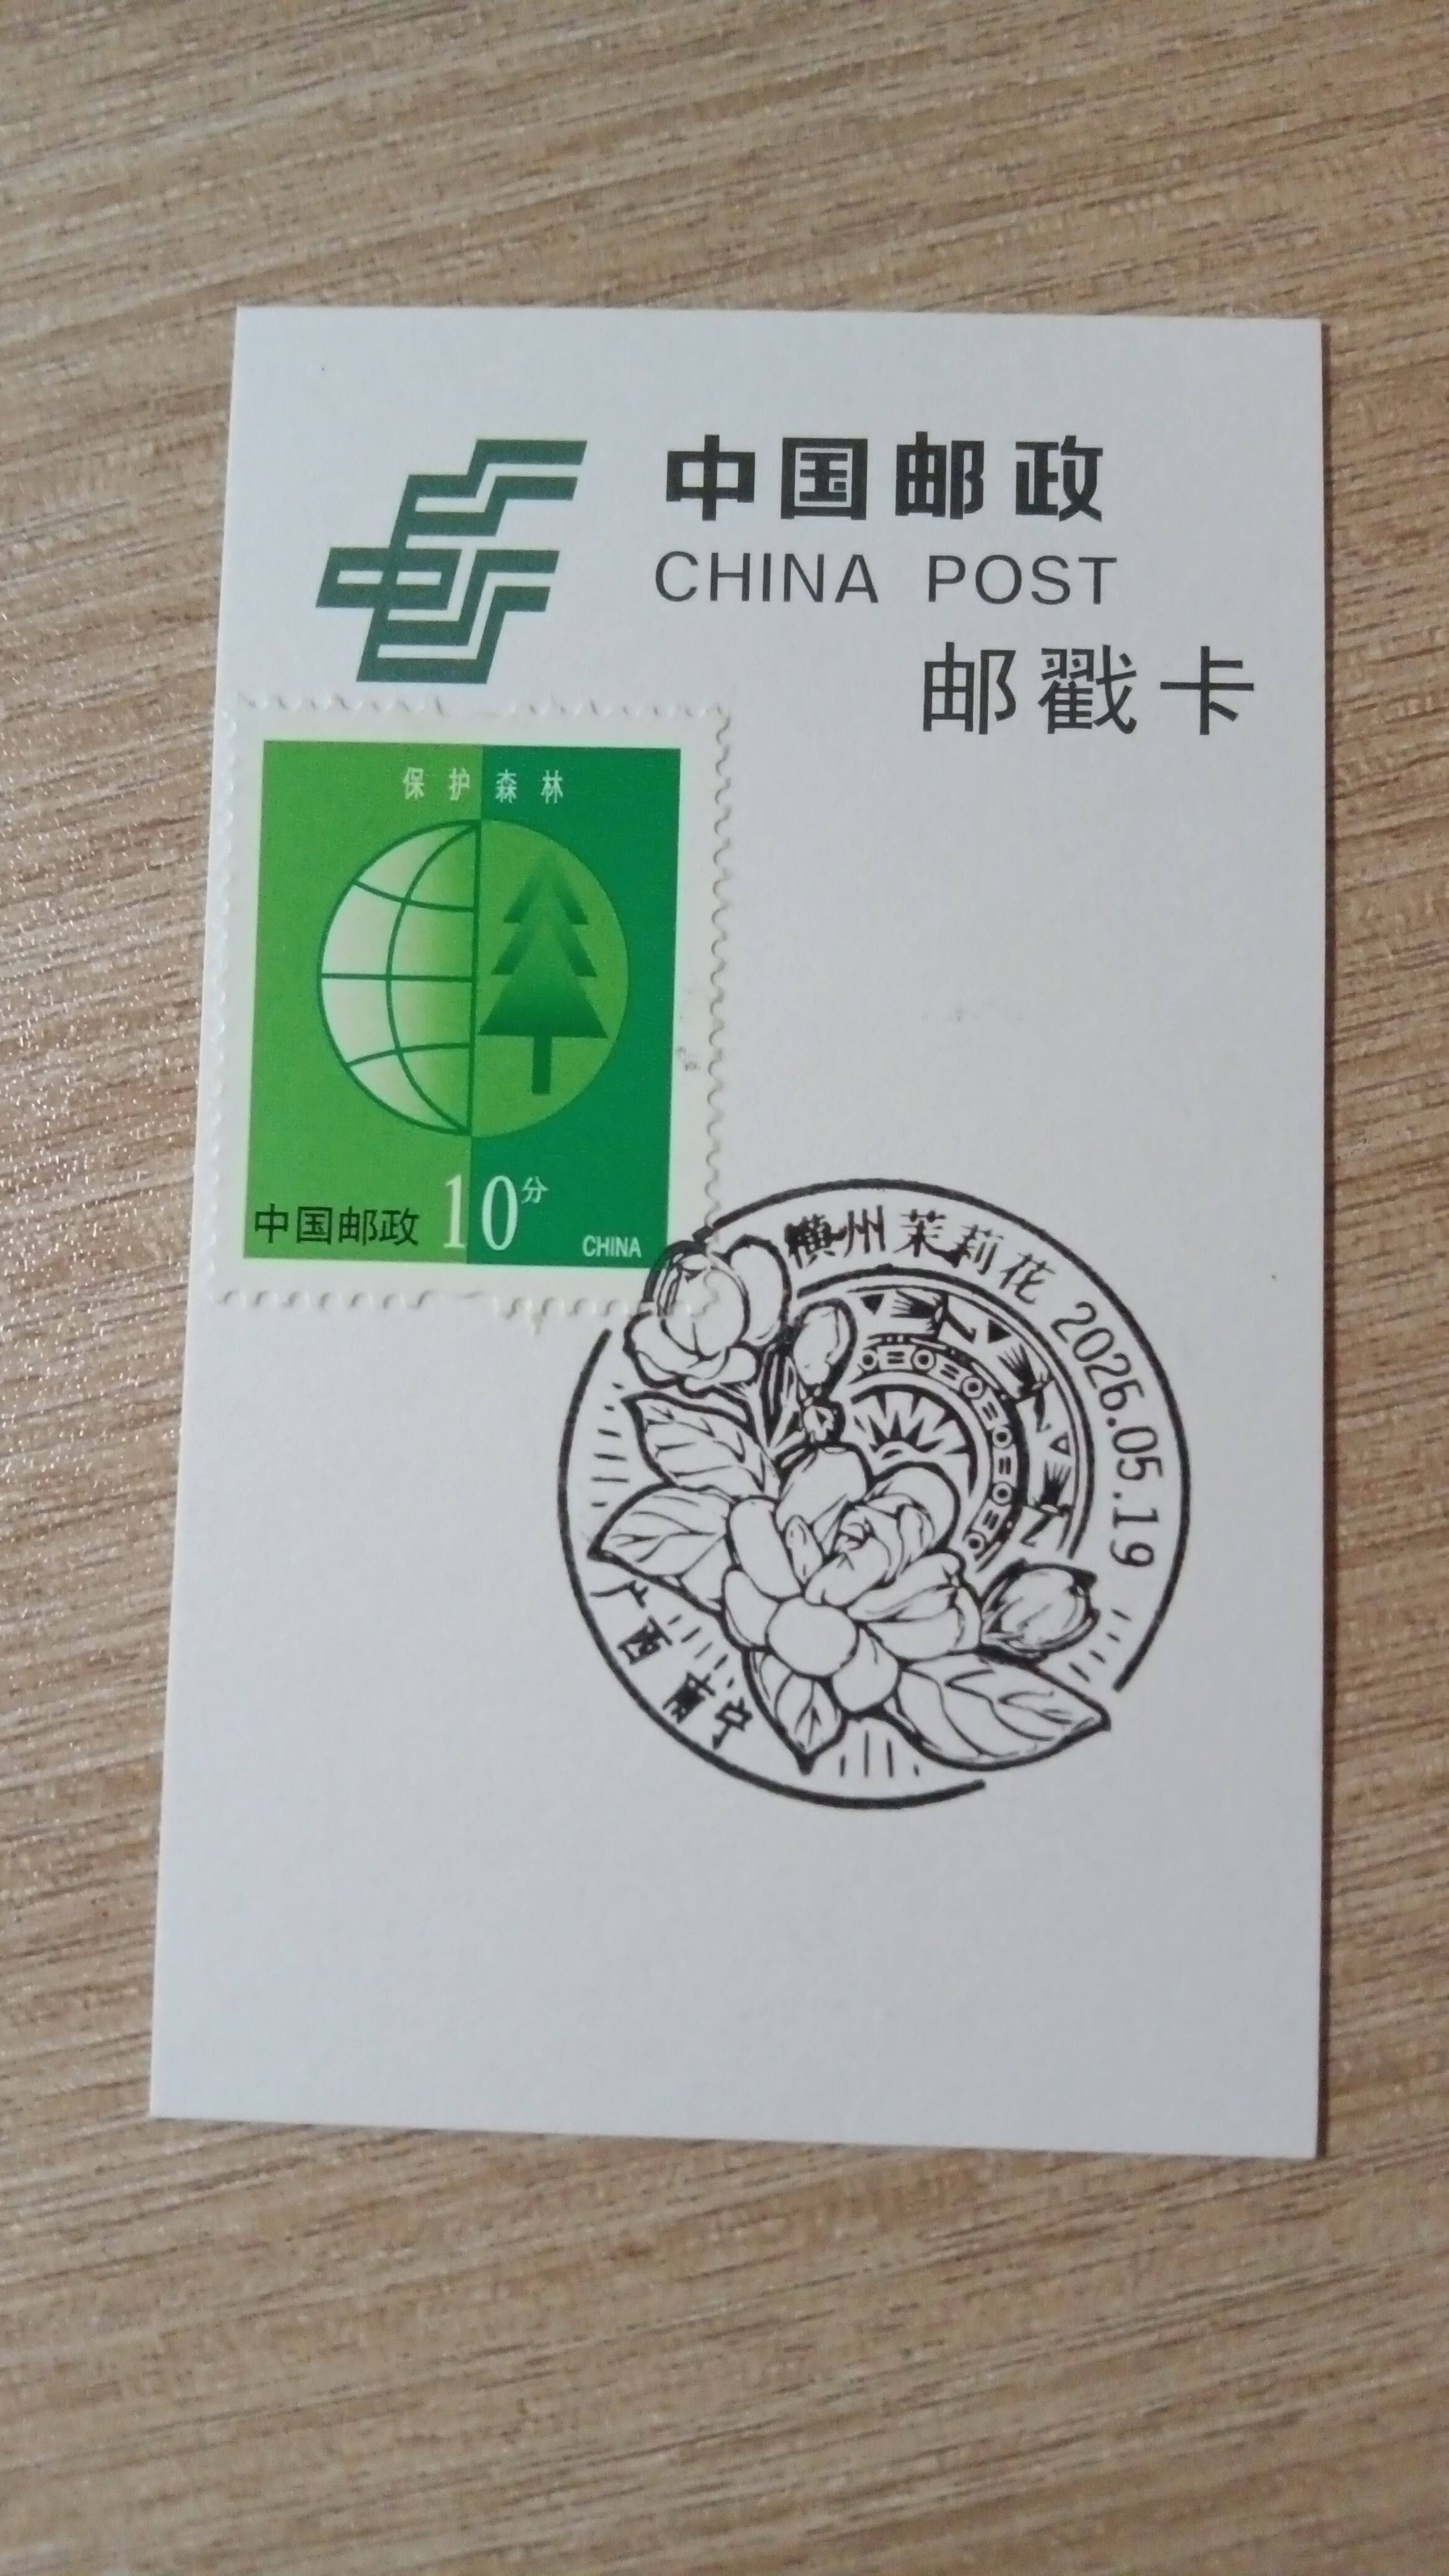 中国邮政
CHINA POST
邮戳卡
保护森林
中国邮政 10分 CHINA
横州茉莉花 2026.05.19
广西 南宁